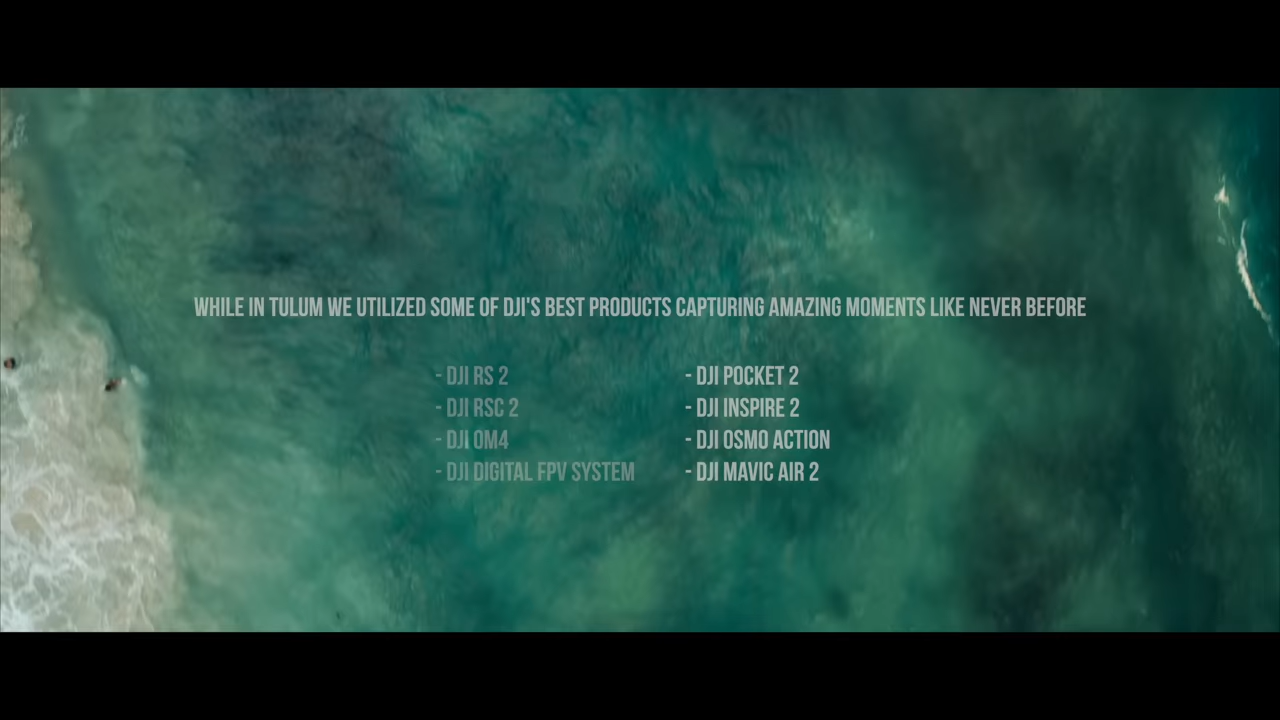 WHILE IN TULUM WE UTILIZED SOME OF DJI'S BEST PRODUCTS CAPTURING AMAZING MOMENTS LIKE NEVER BEFORE
- DJI RS 2
- DJI RSC 2
- DJI OM4
- DJI DIGITAL FPV SYSTEM
- DJI POCKET 2
- DJI INSPIRE 2
- DJI OSMO ACTION
- DJI MAVIC AIR 2